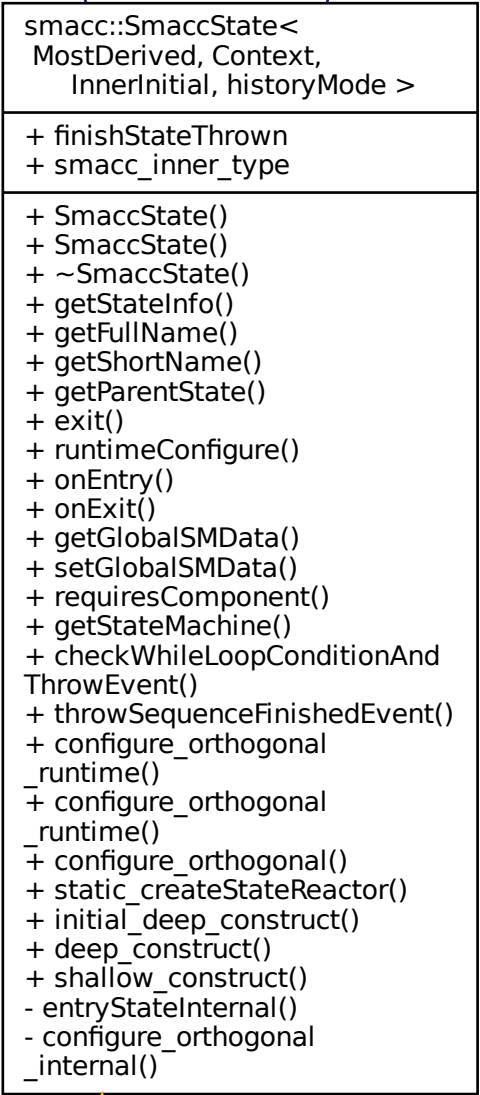 smacc::SmaccState<
MostDerived, Context,
InnerInitial, historyMode >
+ finishStateThrown
+ smacc_inner_type
+ SmaccState()
+ SmaccState()
+ ~SmaccState()
+ getStateInfo()
+ getFullName()
+ getShortName()
+ getParentState()
+ exit()
+ runtimeConfigure()
+ onEntry()
+ onExit()
+ getGlobalSMData()
+ setGlobalSMData()
+ requiresComponent()
+ getStateMachine()
+ checkWhileLoopConditionAnd
ThrowEvent()
+ throwSequenceFinishedEvent()
+ configure_orthogonal
_runtime()
+ configure_orthogonal
_runtime()
+ configure_orthogonal()
+ static_createStateReactor()
+ initial_deep_construct()
+ deep_construct()
+ shallow_construct()
- entryStateInternal()
- configure_orthogonal
_internal()